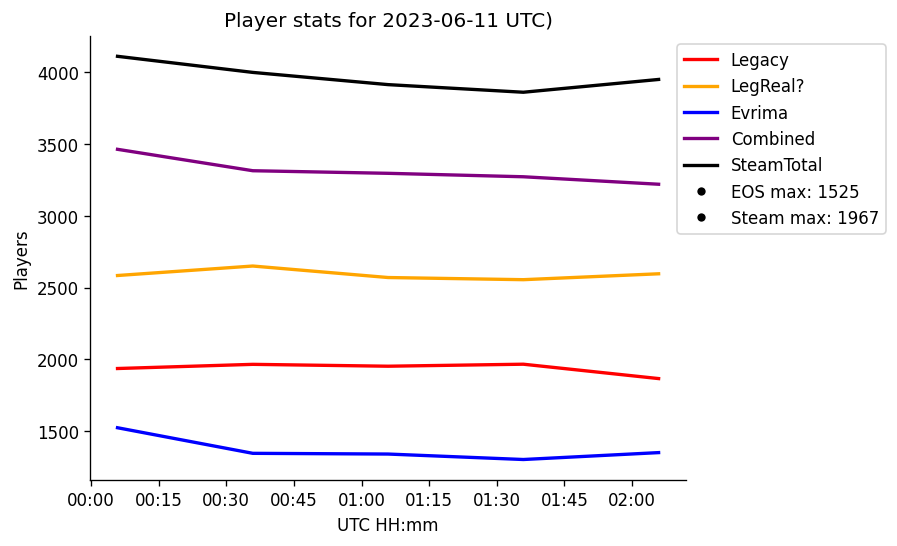 Player stats for 2023-06-11 UTC)
Legacy
LegReal?
Evrima
Combined
SteamTotal
EOS max: 1525
Steam max: 1967
Players
4000
3500
3000
2500
2000
1500
00:00 00:15 00:30 00:45 01:00 01:15 01:30 01:45 02:00
UTC HH:mm